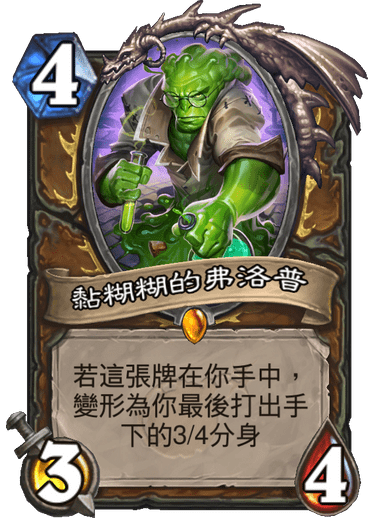 4
黏糊糊的弗洛普
若這張牌在你手中，
變形為你最後打出手
下的3/4分身
3
4